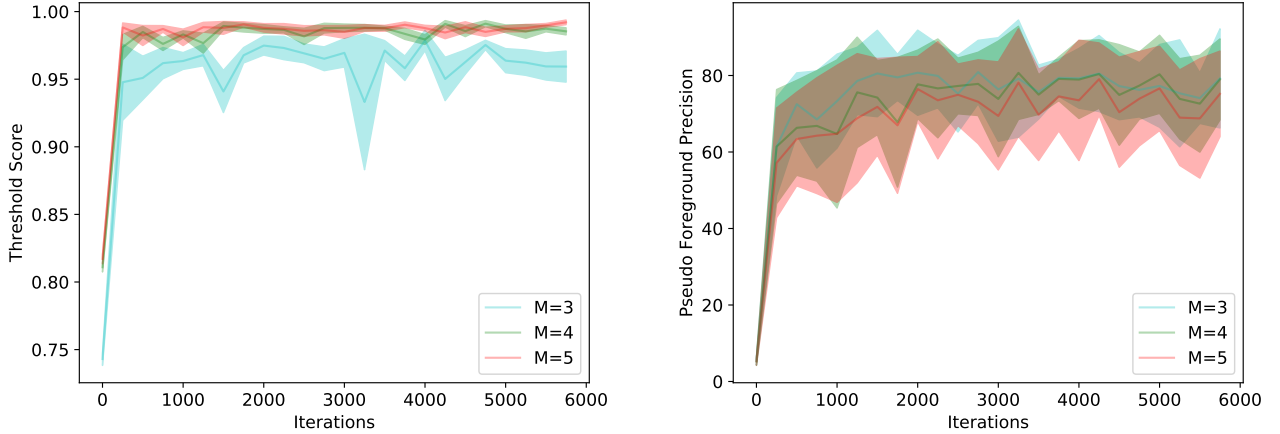 1.00
0.95
0.90
0.85
0.80
0.75
Threshold Score
0 1000 2000 3000 4000 5000 6000
Iterations
M=3
M=4
M=5
80
60
40
20
0
Pseudo Foreground Precision
0 1000 2000 3000 4000 5000 6000
Iterations
M=3
M=4
M=5